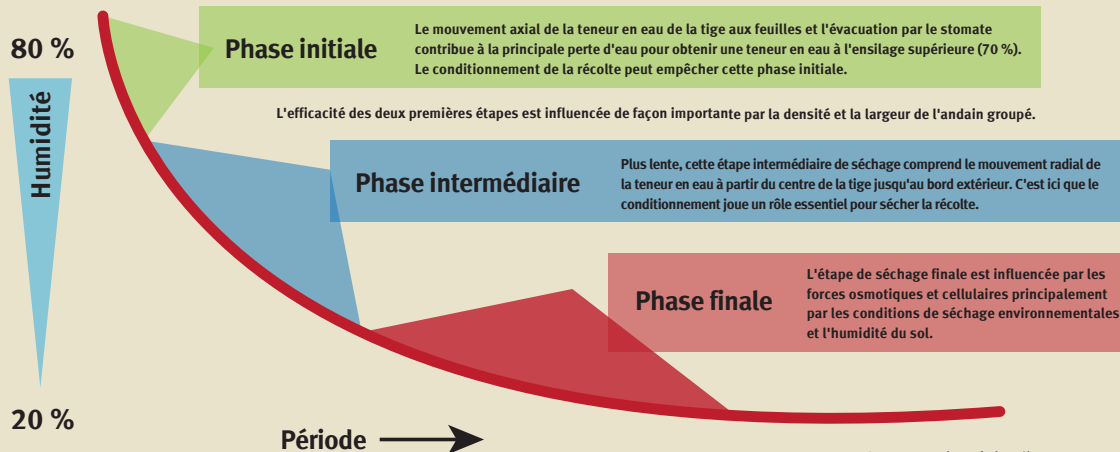 80 %
Humidité
20 %
Phase initiale
Le mouvement axial de la teneur en eau de la tige aux feuilles et l'évacuation par le stomate
contribue à la principale perte d'eau pour obtenir une teneur en eau à l'ensilage supérieure (70 %).
Le conditionnement de la récolte peut empêcher cette phase initiale.
L'efficacité des deux premières étapes est influencée de façon importante par la densité et la largeur de l'andain groupé.
Phase intermédiaire
Plus lente, cette étape intermédiaire de séchage comprend le mouvement radial de
la teneur en eau à partir du centre de la tige jusqu'au bord extérieur. C'est ici que le
conditionnement joue un rôle essentiel pour sécher la récolte.
Phase finale
L'étape de séchage finale est influencée par les
forces osmotiques et cellulaires principalement
par les conditions de séchage environnementales
et l'humidité du sol.
Période